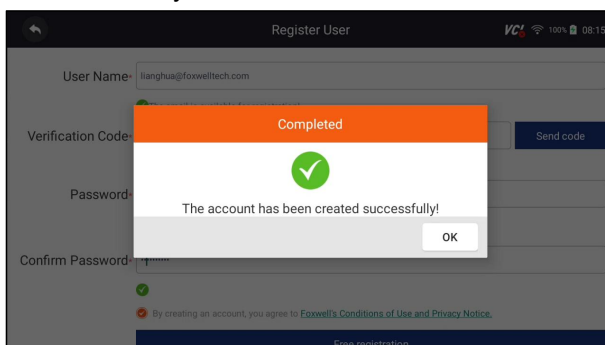 Register User
VCI
100%
08:15
User Name*
lianghua@foxwelltech.com
Completed
Verification Code*
Send code
Password*
The account has been created successfully!
OK
Confirm Password*
By creating an account, you agree to Foxwell's Conditions of Use and Privacy Notice.
Free registration